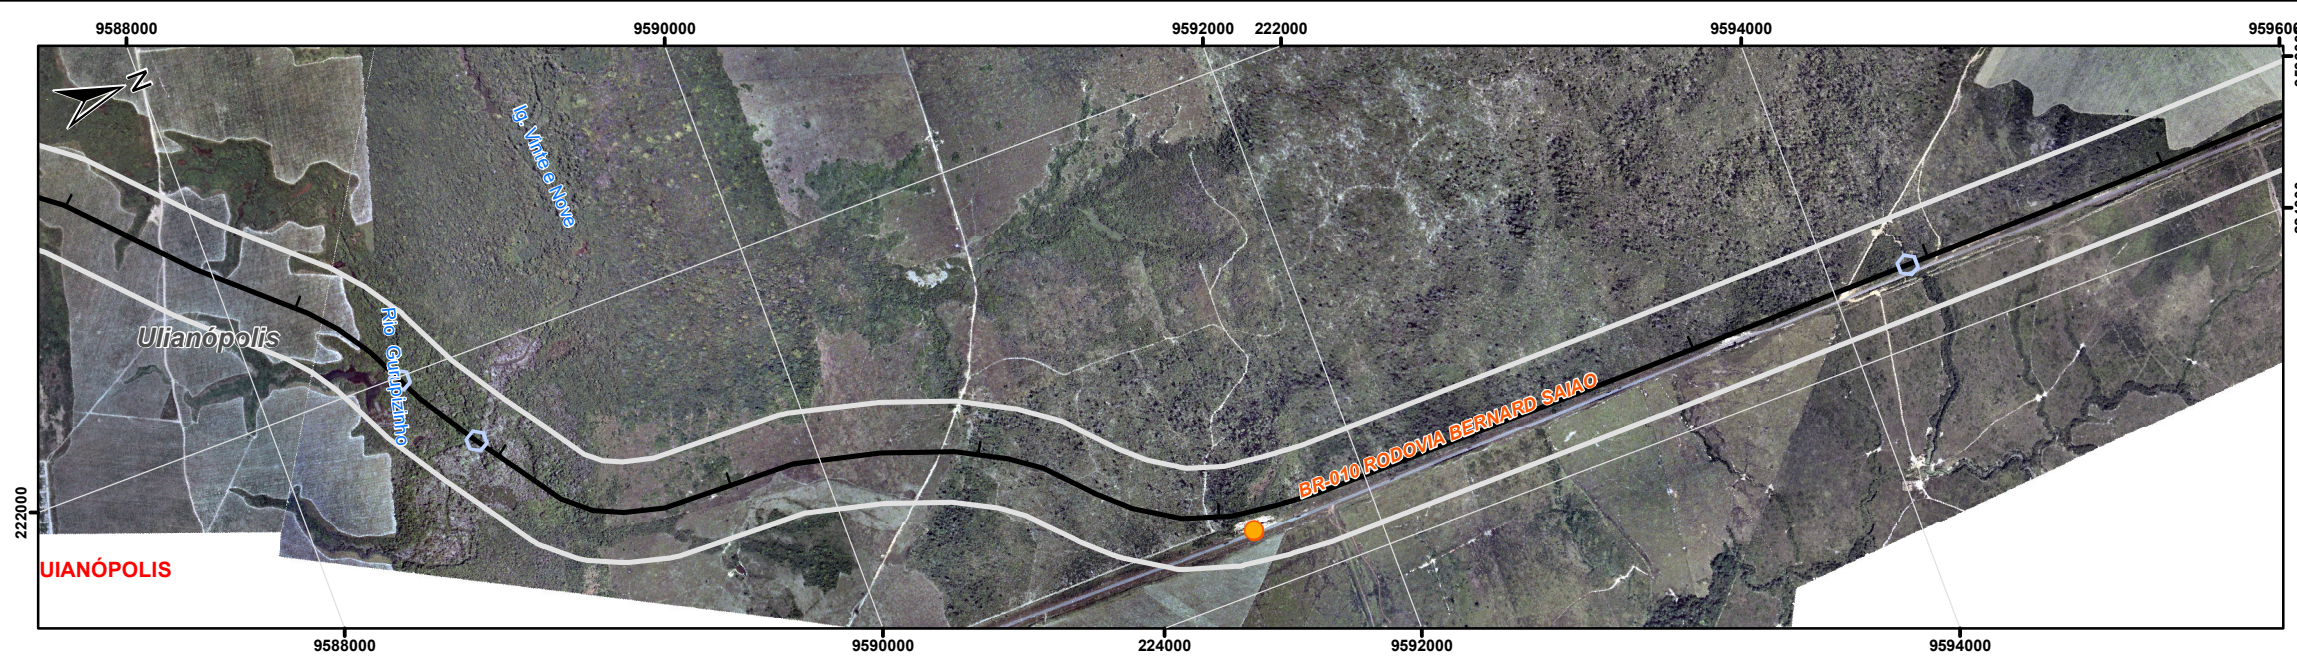 9588000
9590000
9592000
222000
9594000
N
Ig. Vinte e Nove
Ulianópolis
Rio Gurupizinho
BR-010 RODOVIA BERNARD SAIAO
222000
UIANÓPOLIS
9588000
9590000
224000
9592000
9594000